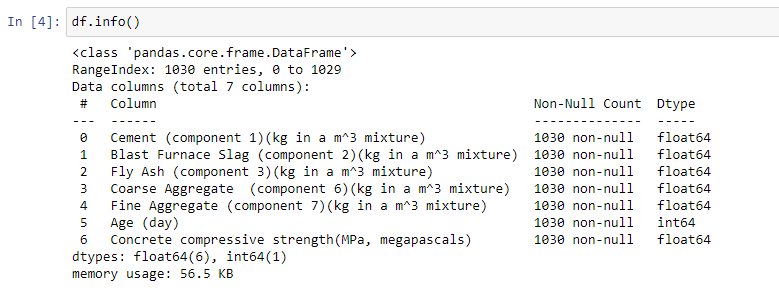 In [4]: df.info()
<class 'pandas.core.frame.DataFrame'>
RangeIndex: 1030 entries, 0 to 1029
Data columns (total 7 columns):
 #   Column                                                 Non-Null Count  Dtype
---  ------                                                 --------------  -----
 0   Cement (component 1)(kg in a m^3 mixture)              1030 non-null   float64
 1   Blast Furnace Slag (component 2)(kg in a m^3 mixture)  1030 non-null   float64
 2   Fly Ash (component 3)(kg in a m^3 mixture)             1030 non-null   float64
 3   Coarse Aggregate  (component 6)(kg in a m^3 mixture)   1030 non-null   float64
 4   Fine Aggregate (component 7)(kg in a m^3 mixture)      1030 non-null   float64
 5   Age (day)                                              1030 non-null   int64
 6   Concrete compressive strength(MPa, megapascals)        1030 non-null   float64
dtypes: float64(6), int64(1)
memory usage: 56.5 KB